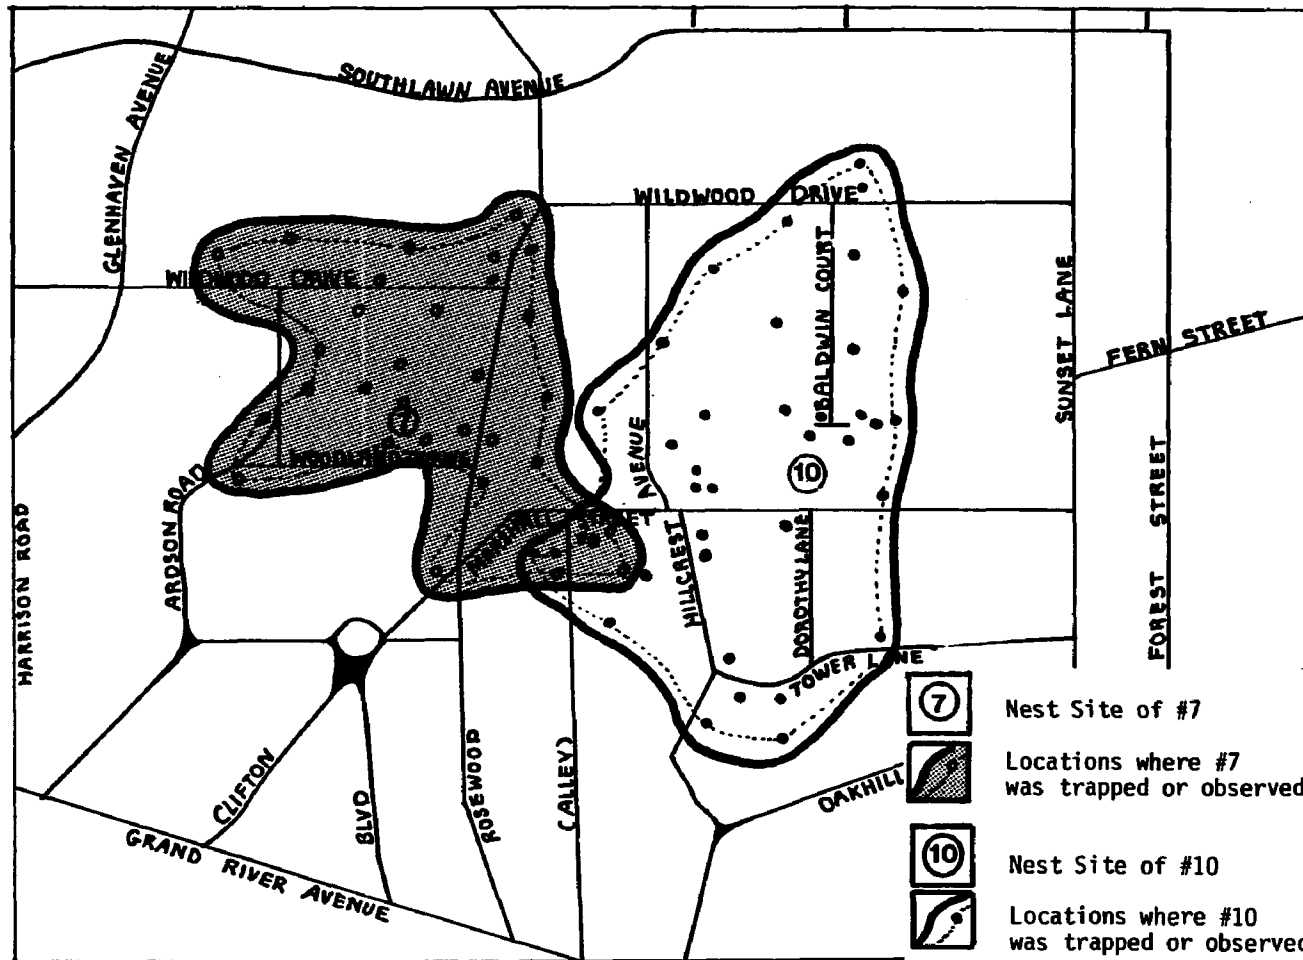 SOUTHLAWN AVENUE
GLENHAVEN AVENUE
WILDWOOD DRIVE
WILDWOOD DRIVE
BALDWIN COURT
SUNSET LANE
FERN STREET
7
10
AVENUE
HILLCREST
ARDSON ROAD
HARRISON ROAD
DOROTHY LANE
FOREST STREET
TOWER LANE
CLIFTON
BLVD
ROSEWOOD
(ALLEY)
OAKHILL
GRAND RIVER AVENUE
7
Nest Site of #7
Locations where #7
was trapped or observed
10
Nest Site of #10
Locations where #10
was trapped or observed